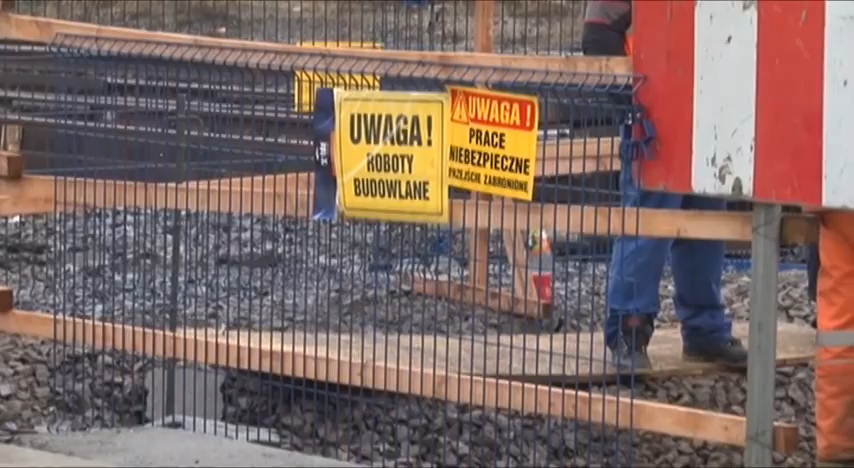 UWAGA !
ROBOTY
BUDOWLANE
UWAGA !
PRACE
NIEBEZPIECZNE
PRZEJŚCIE ZABRONIONE